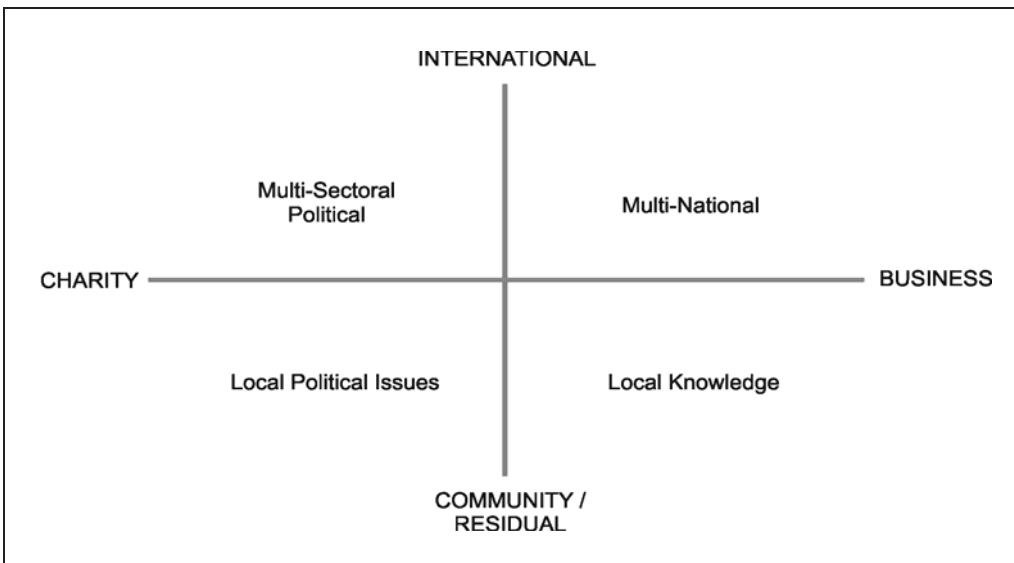 INTERNATIONAL
Multi-Sectoral
Political
Multi-National
CHARITY
BUSINESS
Local Political Issues
Local Knowledge
COMMUNITY /
RESIDUAL